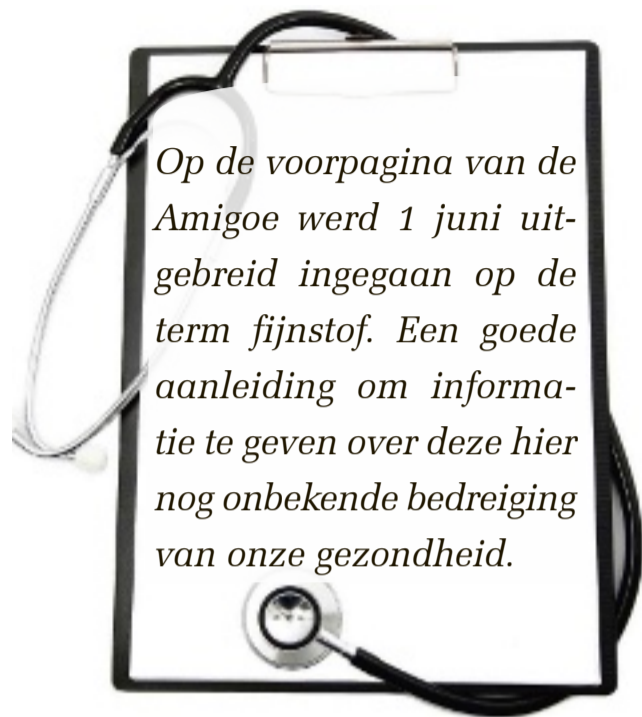 Op de voorpagina van de
Amigoe werd 1 juni uit-
gebreid ingegaan op de
term fijnstof. Een goede
aanleiding om informa-
tie te geven over deze hier
nog onbekende bedreiging
van onze gezondheid.